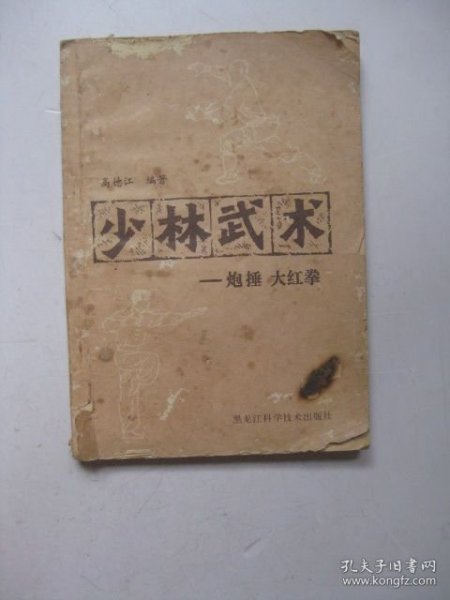 高德江 编著
少林武术
—炮捶 大红拳
黑龙江科学技术出版社
孔夫子旧书网
www.kongfz.com